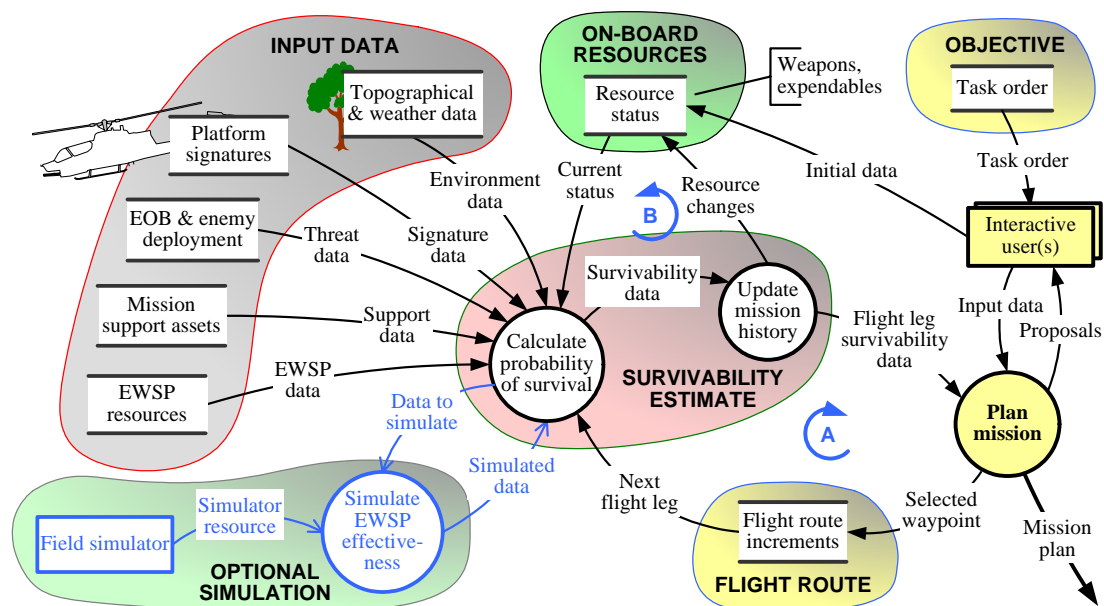 INPUT DATA
Topographical
& weather data
Platform
signatures
EOB & enemy
deployment
Mission
support assets
EWSP
resources
Environment
data
Signature
data
Threat
data
Support
data
EWSP
data
ON-BOARD
RESOURCES
Resource
status
Weapons,
expendables
Current
status
Resource
changes
Initial data
B
OBJECTIVE
Task order
Task order
Interactive
user(s)
Input data
Proposals
Survivability
data
Update
mission
history
Calculate
probability
of survival
SURVIVABILITY
ESTIMATE
Flight leg
survivability
data
Plan
mission
A
Data to
simulate
Simulated
data
Simulator
resource
Field simulator
Simulate
EWSP
effective-
ness
OPTIONAL
SIMULATION
Next
flight leg
Flight route
increments
FLIGHT ROUTE
Selected
waypoint
Mission
plan